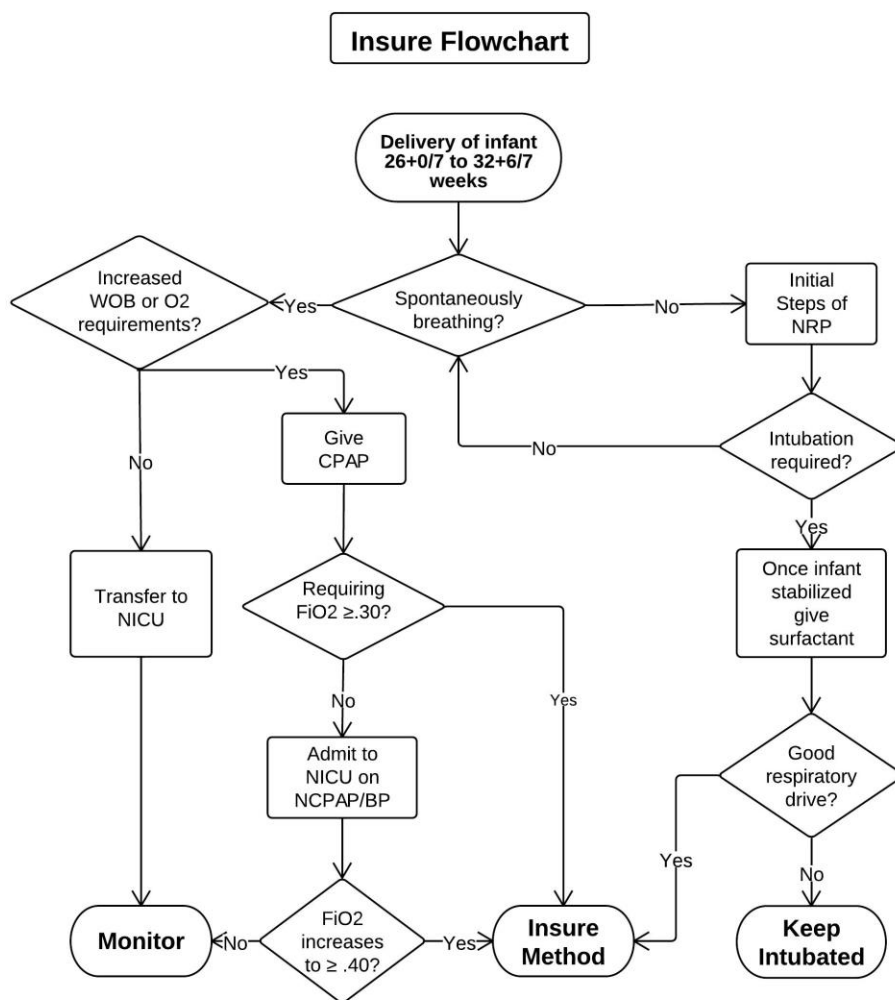 Insure Flowchart
Delivery of infant
26+0/7 to 32+6/7
weeks
Increased
WOB or O2
requirements?
Yes
Spontaneously
breathing?
No
Initial
Steps of
NRP
Yes
Give
CPAP
No
No
Intubation
required?
Yes
Transfer to
NICU
Requiring
FiO2 ≥.30?
Once infant
stabilized
give
surfactant
No
Yes
Admit to
NICU on
NCPAP/BP
Good
respiratory
drive?
Yes
No
Monitor
No
FiO2
increases
to ≥ .40?
Yes
Insure
Method
Keep
Intubated